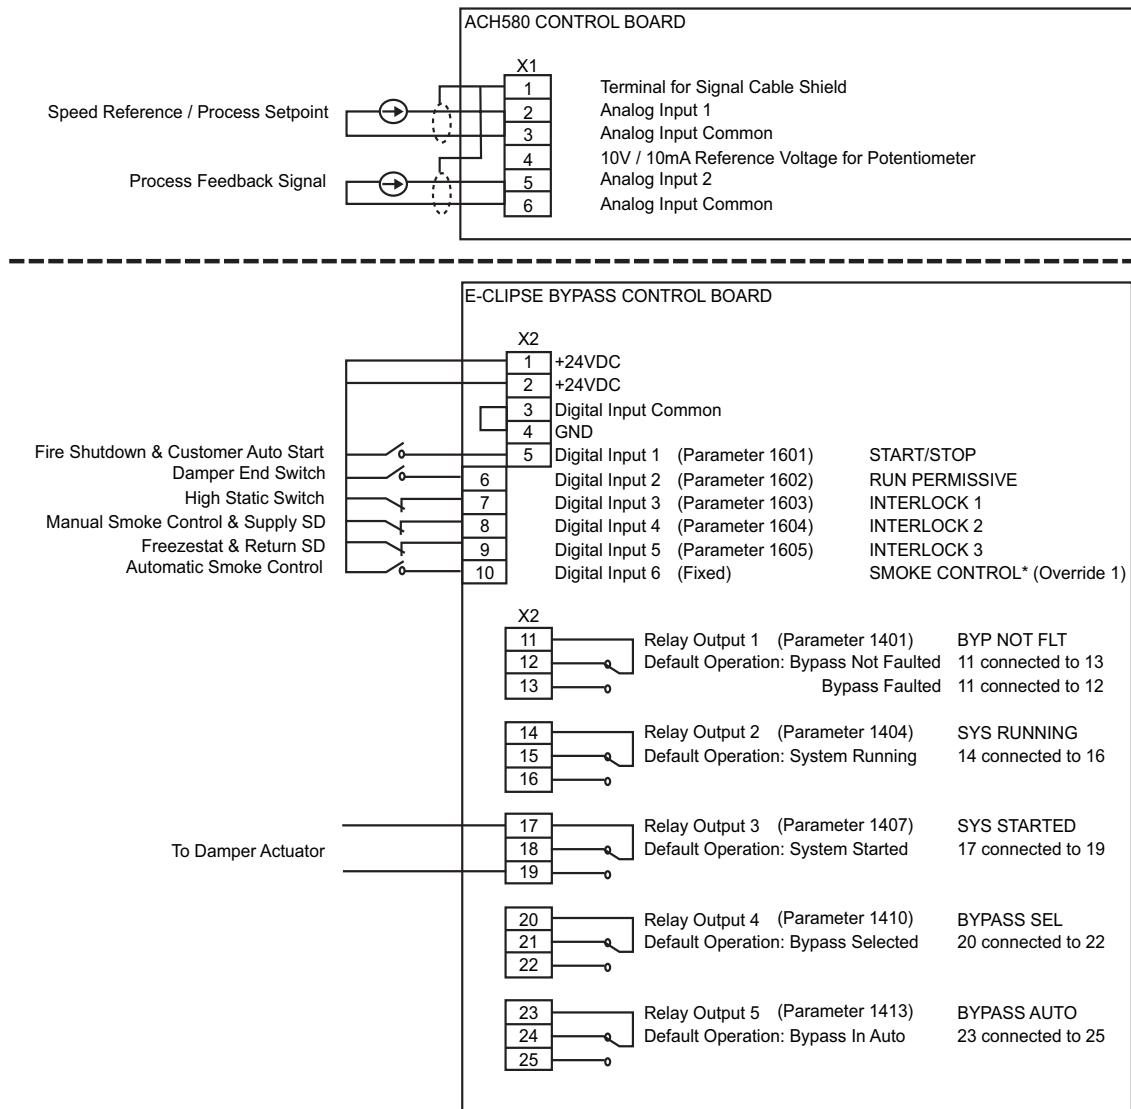 ACH580 CONTROL BOARD
X1
1 Terminal for Signal Cable Shield
Speed Reference / Process Setpoint 2 Analog Input 1
3 Analog Input Common
4 10V / 10mA Reference Voltage for Potentiometer
Process Feedback Signal 5 Analog Input 2
6 Analog Input Common
E-CLIPSE BYPASS CONTROL BOARD
X2
1 +24VDC
2 +24VDC
3 Digital Input Common
4 GND
Fire Shutdown & Customer Auto Start 5 Digital Input 1 (Parameter 1601) START/STOP
Damper End Switch 6 Digital Input 2 (Parameter 1602) RUN PERMISSIVE
High Static Switch 7 Digital Input 3 (Parameter 1603) INTERLOCK 1
Manual Smoke Control & Supply SD 8 Digital Input 4 (Parameter 1604) INTERLOCK 2
Freezestat & Return SD 9 Digital Input 5 (Parameter 1605) INTERLOCK 3
Automatic Smoke Control 10 Digital Input 6 (Fixed) SMOKE CONTROL* (Override 1)
X2
11 Relay Output 1 (Parameter 1401) BYP NOT FLT
12 Default Operation: Bypass Not Faulted 11 connected to 13
13 Bypass Faulted 11 connected to 12
14 Relay Output 2 (Parameter 1404) SYS RUNNING
15 Default Operation: System Running 14 connected to 16
16
17 Relay Output 3 (Parameter 1407) SYS STARTED
To Damper Actuator 18 Default Operation: System Started 17 connected to 19
19
20 Relay Output 4 (Parameter 1410) BYPASS SEL
21 Default Operation: Bypass Selected 20 connected to 22
22
23 Relay Output 5 (Parameter 1413) BYPASS AUTO
24 Default Operation: Bypass In Auto 23 connected to 25
25